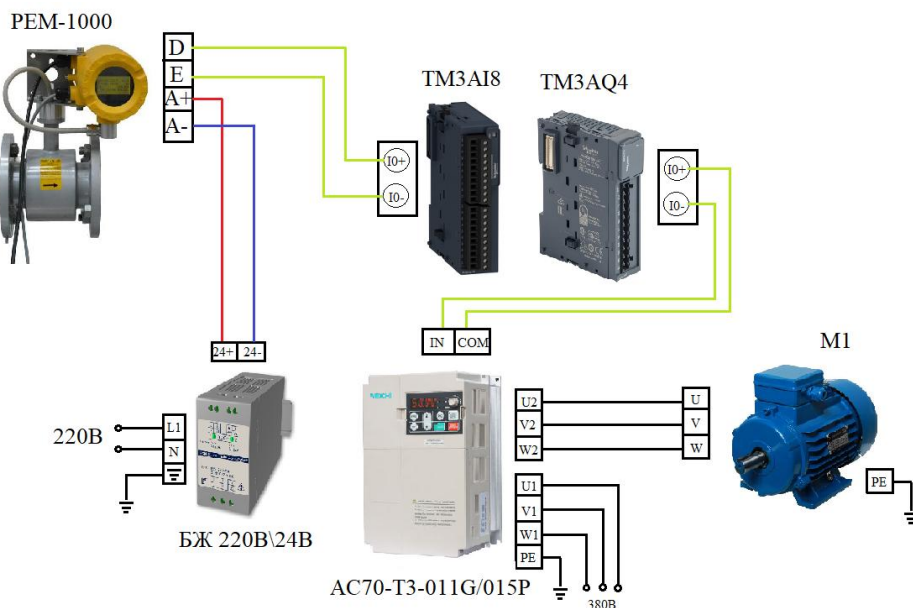 PEM-1000
D
E
A+
A-
TM3AI8
TM3AQ4
I0+
I0-
I0+
I0-
24+ 24-
IN COM
M1
220В
L1
N
БЖ 220В\24В
U2
V2
W2
U
V
W
U1
V1
W1
PE
PE
AC70-T3-011G/015P
380В